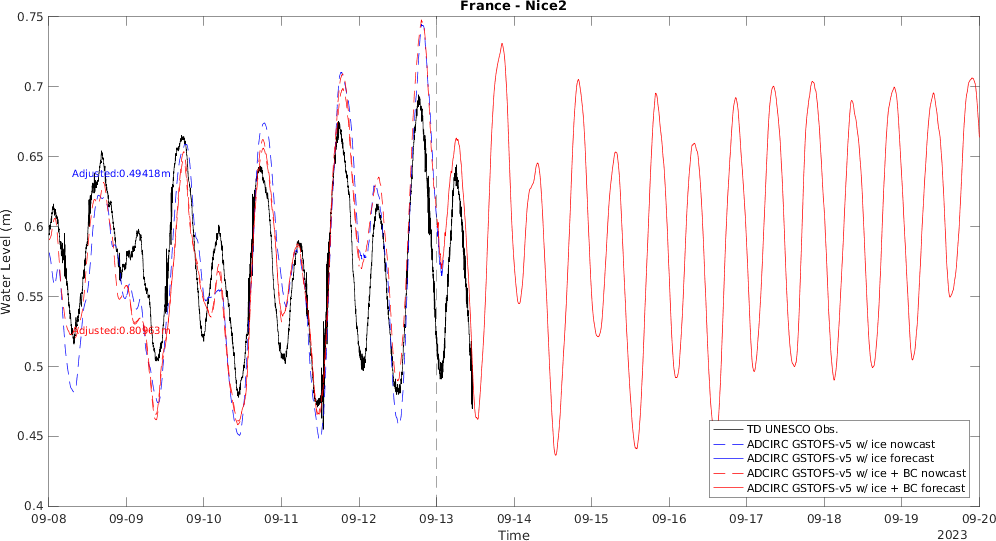 France - Nice2
Water Level (m)
0.75
0.7
0.65
0.6
0.55
0.5
0.45
0.4
Adjusted:0.49418m
Adjusted:0.80963m
TD UNESCO Obs.
ADCIRC GSTOFS-v5 w/ ice nowcast
ADCIRC GSTOFS-v5 w/ ice forecast
ADCIRC GSTOFS-v5 w/ ice + BC nowcast
ADCIRC GSTOFS-v5 w/ ice + BC forecast
09-08 09-09 09-10 09-11 09-12 09-13 09-14 09-15 09-16 09-17 09-18 09-19 09-20
Time
2023